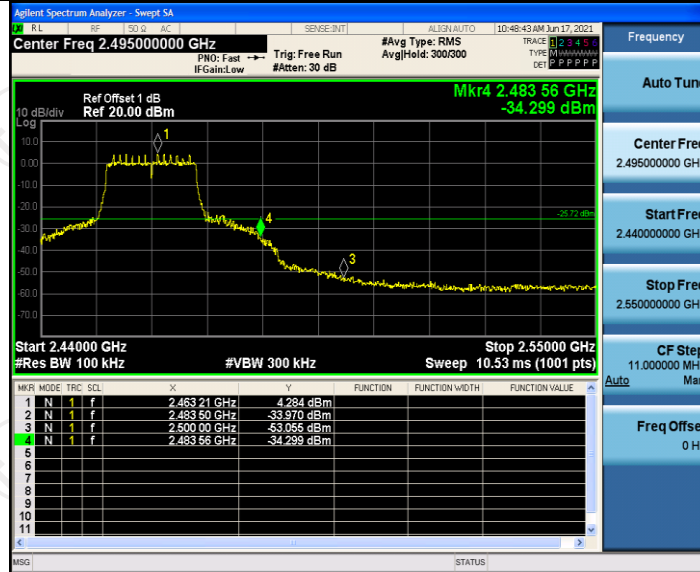 Agilent Spectrum Analyzer - Swept SA
RL RF 50 Ω AC SENSE:INT ALIGN AUTO 10:48:43 AM Jun 17, 2021
Center Freq 2.495000000 GHz #Avg Type: RMS TRACE 1 2 3 4 5 6
PNO: Fast Trig: Free Run Avg|Hold: 300/300 TYPE M
IFGain:Low #Atten: 30 dB DET P P P P P P
Mkr4 2.483 56 GHz
-34.299 dBm
Ref Offset 1 dB
10 dB/div Ref 20.00 dBm
Log
10.0
0.00
-10.0
-20.0
-30.0
-40.0
-50.0
-60.0
-70.0
1
4
3
-25.72 dBm
Start 2.44000 GHz Stop 2.55000 GHz
#Res BW 100 kHz #VBW 300 kHz Sweep 10.53 ms (1001 pts)
MKR MODE TRC SCL X Y FUNCTION FUNCTION WIDTH FUNCTION VALUE
1 N 1 f 2.463 21 GHz 4.284 dBm
2 N 1 f 2.483 50 GHz -33.970 dBm
3 N 1 f 2.500 00 GHz -53.055 dBm
4 N 1 f 2.483 56 GHz -34.299 dBm
5
6
7
8
9
10
11
MSG STATUS
Frequency
Auto Tun
Center Fre
2.495000000 GH
Start Fre
2.440000000 GH
Stop Fre
2.550000000 GH
CF Step
11.000000 MH
Auto Ma
Freq Offse
0 H